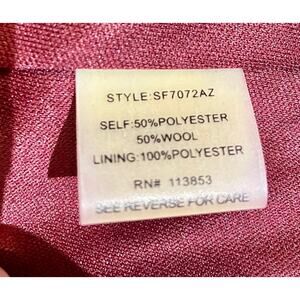 STYLE:SF7072AZ
SELF:50%POLYESTER
50%WOOL
LINING:100%POLYESTER
RN# 113853
SEE REVERSE FOR CARE